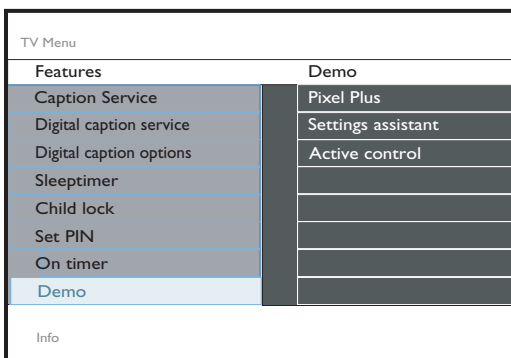 TV Menu
Features
Demo
Caption Service
Pixel Plus
Digital caption service
Settings assistant
Digital caption options
Active control
Sleeptimer
Child lock
Set PIN
On timer
Demo
Info